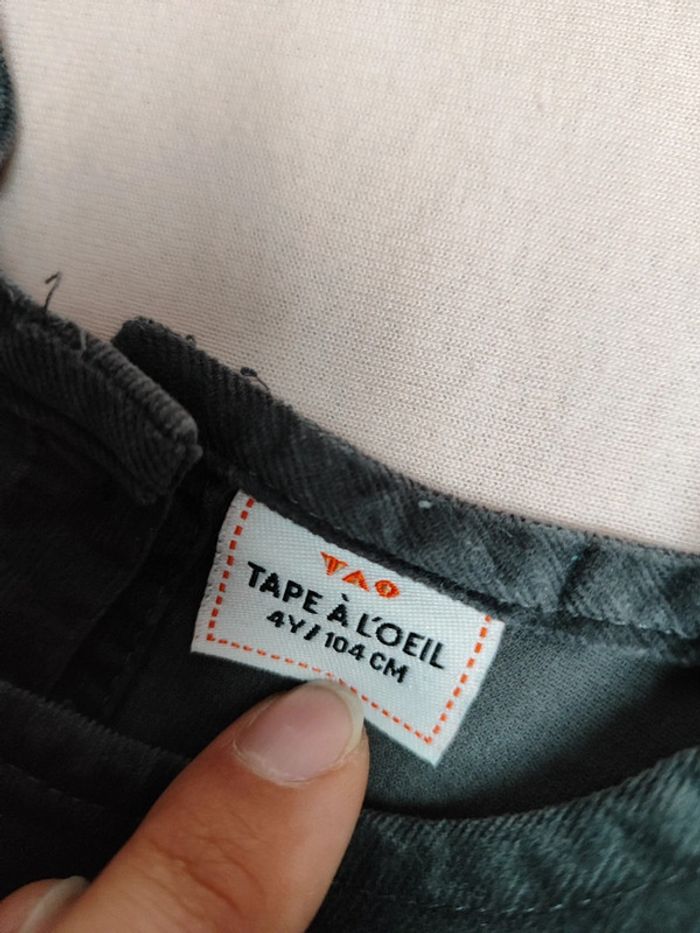 TAO
TAPE À L'OEIL
4Y / 104 CM